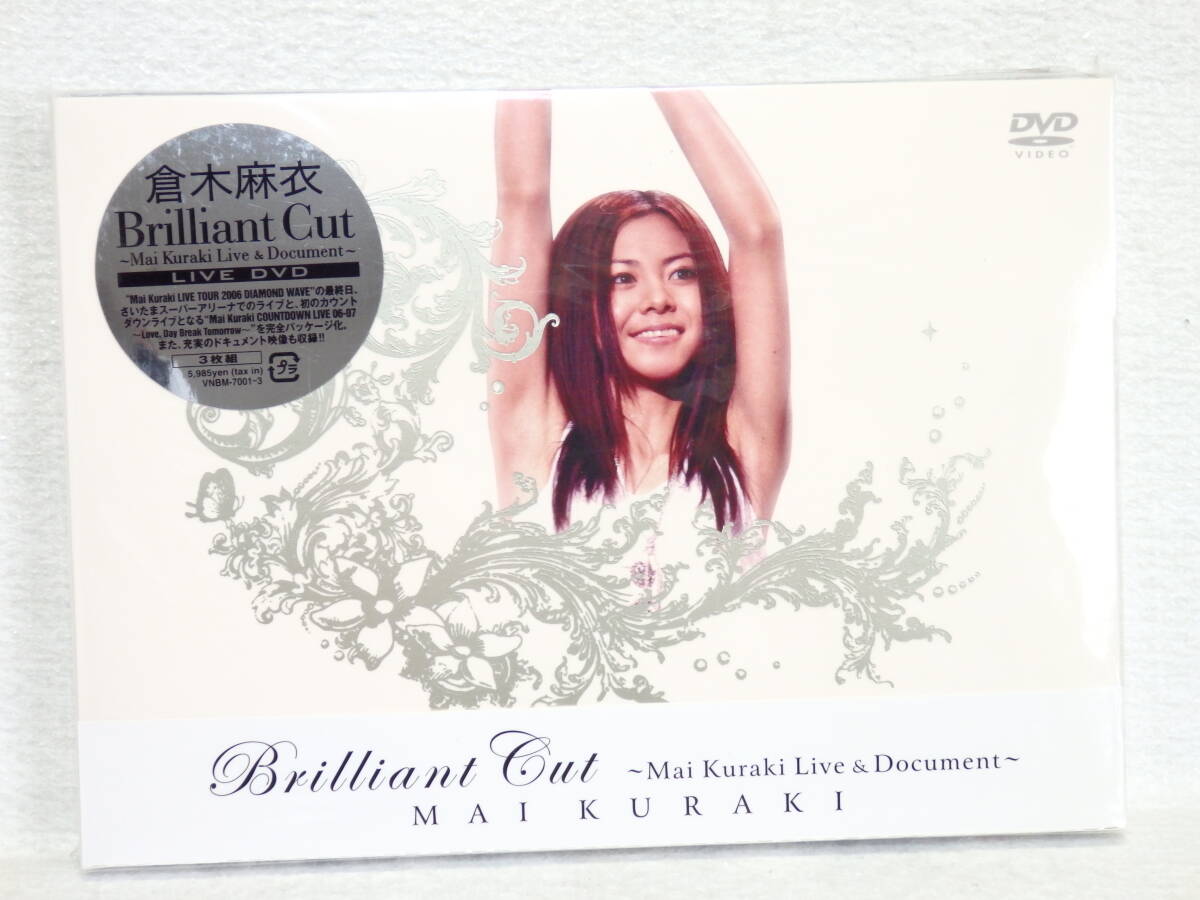 倉木麻衣
Brilliant Cut
~Mai Kuraki Live & Document~
LIVE DVD
"Mai Kuraki LIVE TOUR 2006 DIAMOND WAVE"の最終日、
さいたまスーパーアリーナでのライブと、初のカウント
ダウンライブとなる"Mai Kuraki COUNTDOWN LIVE 06-07
~Love, Day Break Tomorrow~"を完全パッケージ化。
また、充実のドキュメント映像も収録!!
3枚組
5,985yen (tax in)
VNBM-7001~3
プラ
DVD
VIDEO
Brilliant Cut ~Mai Kuraki Live & Document~
MAI KURAKI